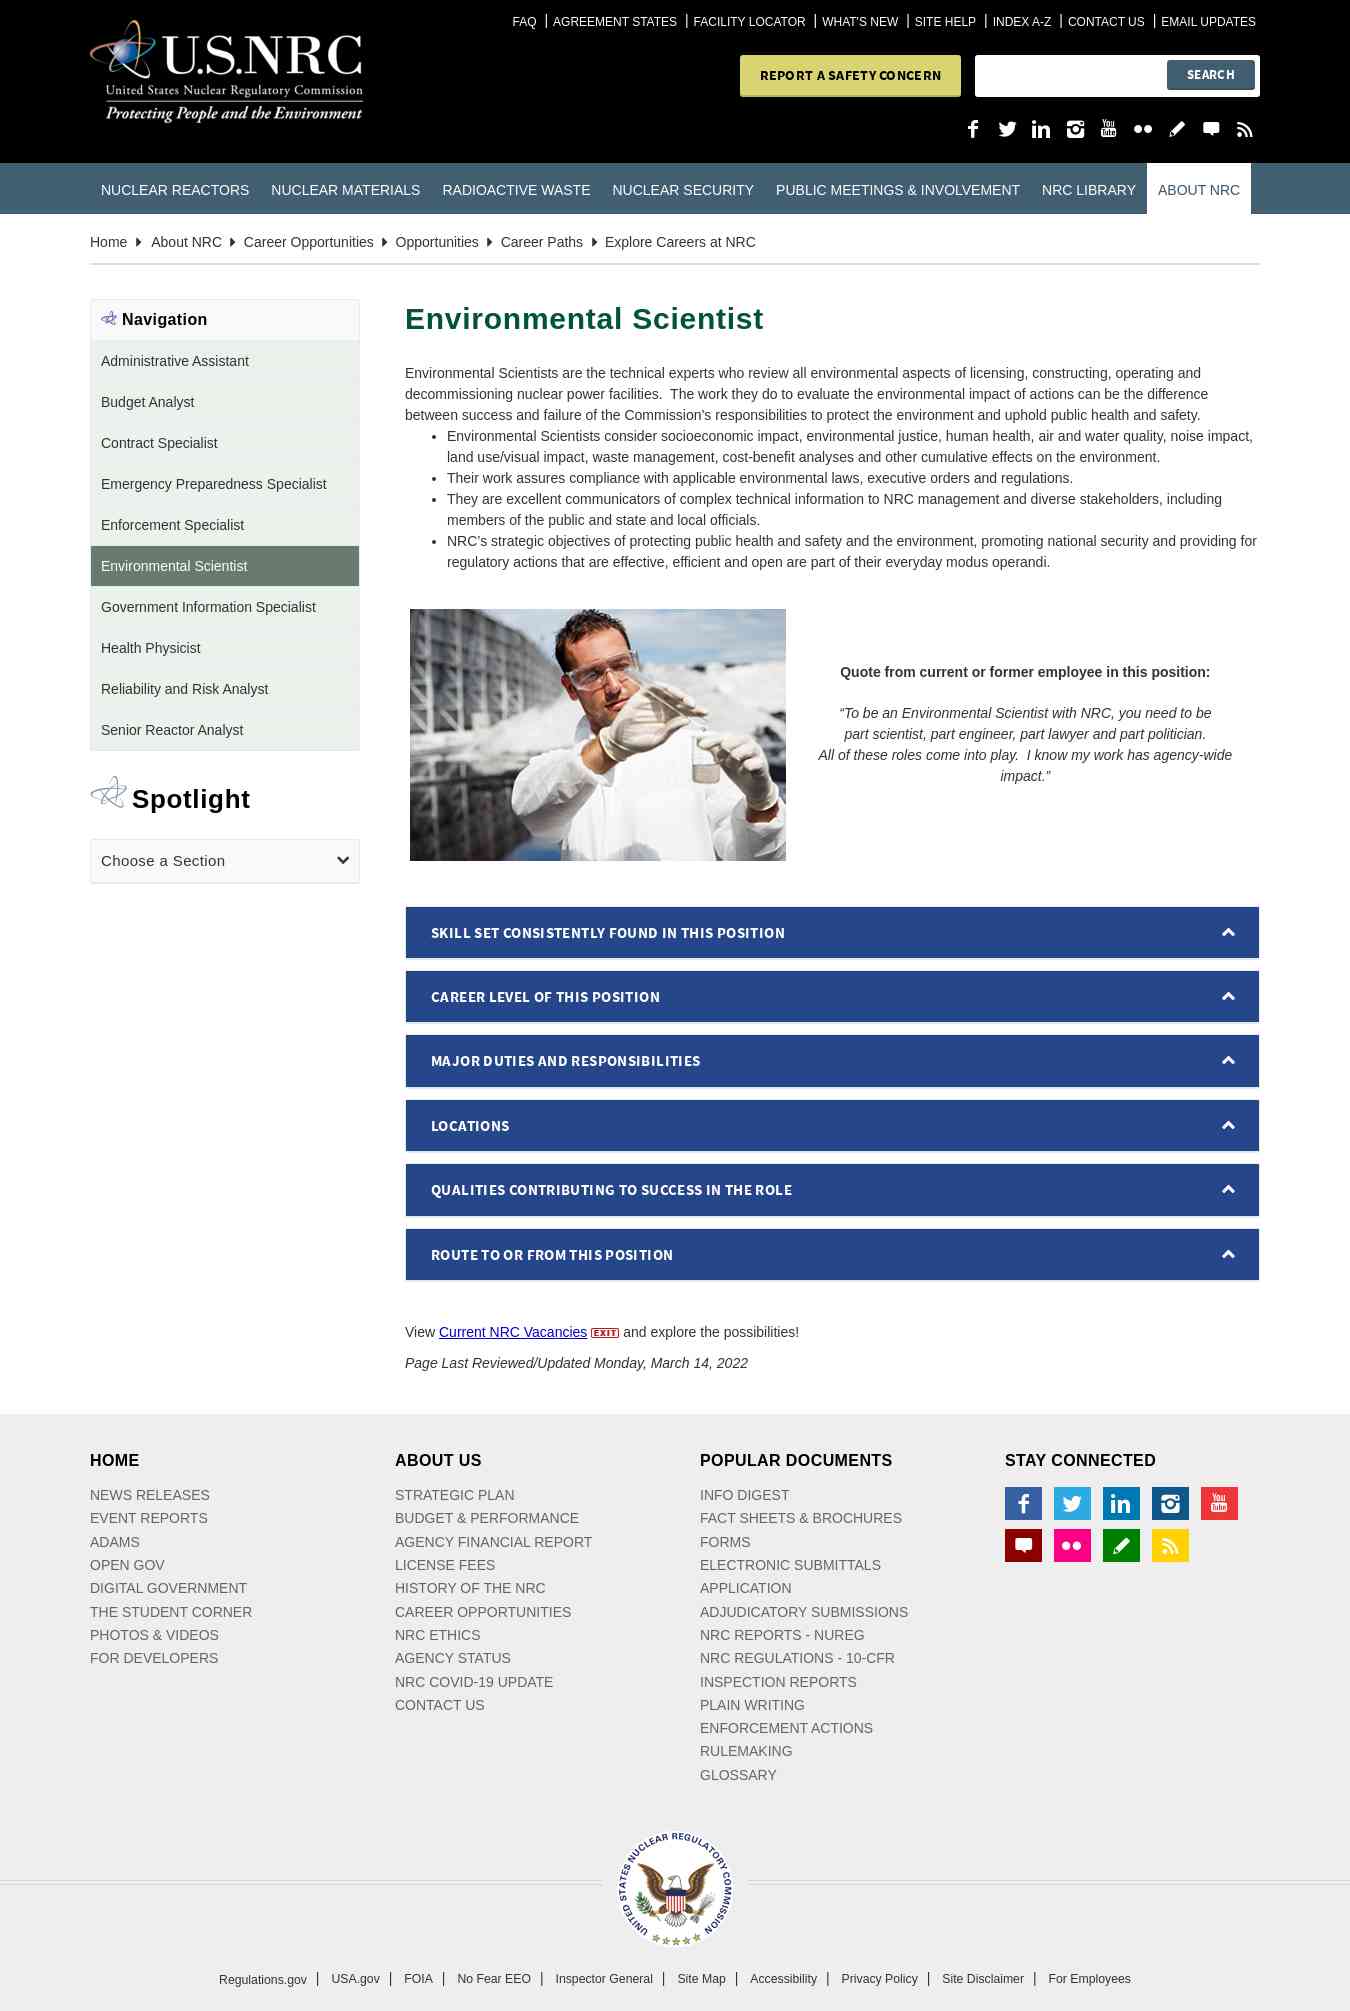 FAQ | AGREEMENT STATES | FACILITY LOCATOR | WHAT'S NEW | SITE HELP | INDEX A-Z | CONTACT US | EMAIL UPDATES
U.S.NRC
United States Nuclear Regulatory Commission
Protecting People and the Environment
REPORT A SAFETY CONCERN
SEARCH
NUCLEAR REACTORS NUCLEAR MATERIALS RADIOACTIVE WASTE NUCLEAR SECURITY PUBLIC MEETINGS & INVOLVEMENT NRC LIBRARY ABOUT NRC
Home About NRC Career Opportunities Opportunities Career Paths Explore Careers at NRC
Navigation
Administrative Assistant
Budget Analyst
Contract Specialist
Emergency Preparedness Specialist
Enforcement Specialist
Environmental Scientist
Government Information Specialist
Health Physicist
Reliability and Risk Analyst
Senior Reactor Analyst
Spotlight
Choose a Section
Environmental Scientist
Environmental Scientists are the technical experts who review all environmental aspects of licensing, constructing, operating and
decommissioning nuclear power facilities.  The work they do to evaluate the environmental impact of actions can be the difference
between success and failure of the Commission's responsibilities to protect the environment and uphold public health and safety.
• Environmental Scientists consider socioeconomic impact, environmental justice, human health, air and water quality, noise impact,
land use/visual impact, waste management, cost-benefit analyses and other cumulative effects on the environment.
• Their work assures compliance with applicable environmental laws, executive orders and regulations.
• They are excellent communicators of complex technical information to NRC management and diverse stakeholders, including
members of the public and state and local officials.
• NRC's strategic objectives of protecting public health and safety and the environment, promoting national security and providing for
regulatory actions that are effective, efficient and open are part of their everyday modus operandi.
Quote from current or former employee in this position:
“To be an Environmental Scientist with NRC, you need to be
part scientist, part engineer, part lawyer and part politician.
All of these roles come into play.  I know my work has agency-wide
impact.”
SKILL SET CONSISTENTLY FOUND IN THIS POSITION
CAREER LEVEL OF THIS POSITION
MAJOR DUTIES AND RESPONSIBILITIES
LOCATIONS
QUALITIES CONTRIBUTING TO SUCCESS IN THE ROLE
ROUTE TO OR FROM THIS POSITION
View Current NRC Vacancies EXIT and explore the possibilities!
Page Last Reviewed/Updated Monday, March 14, 2022
HOME
NEWS RELEASES
EVENT REPORTS
ADAMS
OPEN GOV
DIGITAL GOVERNMENT
THE STUDENT CORNER
PHOTOS & VIDEOS
FOR DEVELOPERS
ABOUT US
STRATEGIC PLAN
BUDGET & PERFORMANCE
AGENCY FINANCIAL REPORT
LICENSE FEES
HISTORY OF THE NRC
CAREER OPPORTUNITIES
NRC ETHICS
AGENCY STATUS
NRC COVID-19 UPDATE
CONTACT US
POPULAR DOCUMENTS
INFO DIGEST
FACT SHEETS & BROCHURES
FORMS
ELECTRONIC SUBMITTALS
APPLICATION
ADJUDICATORY SUBMISSIONS
NRC REPORTS - NUREG
NRC REGULATIONS - 10-CFR
INSPECTION REPORTS
PLAIN WRITING
ENFORCEMENT ACTIONS
RULEMAKING
GLOSSARY
STAY CONNECTED
You Tube
UNITED STATES NUCLEAR REGULATORY COMMISSION
Regulations.gov | USA.gov | FOIA | No Fear EEO | Inspector General | Site Map | Accessibility | Privacy Policy | Site Disclaimer | For Employees